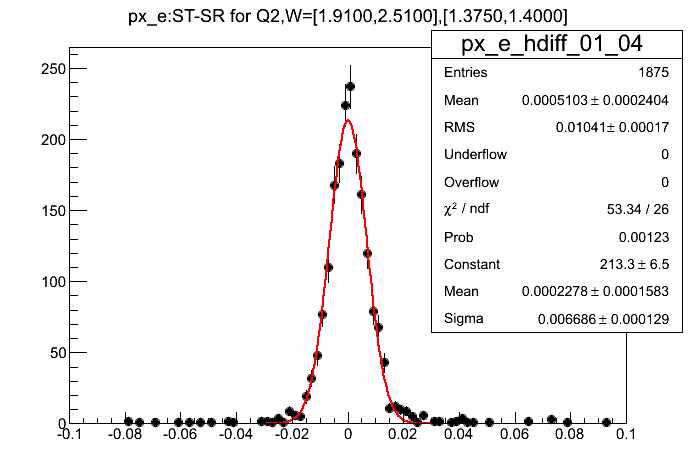 px_e:ST-SR for Q2,W=[1.9100,2.5100],[1.3750,1.4000]
px_e_hdiff_01_04
Entries 1875
Mean 0.0005103 ± 0.0002404
RMS 0.01041 ± 0.00017
Underflow 0
Overflow 0
χ² / ndf 53.34 / 26
Prob 0.00123
Constant 213.3 ± 6.5
Mean 0.0002278 ± 0.0001583
Sigma 0.006686 ± 0.000129
250
200
150
100
50
0
-0.1 -0.08 -0.06 -0.04 -0.02 0 0.02 0.04 0.06 0.08 0.1